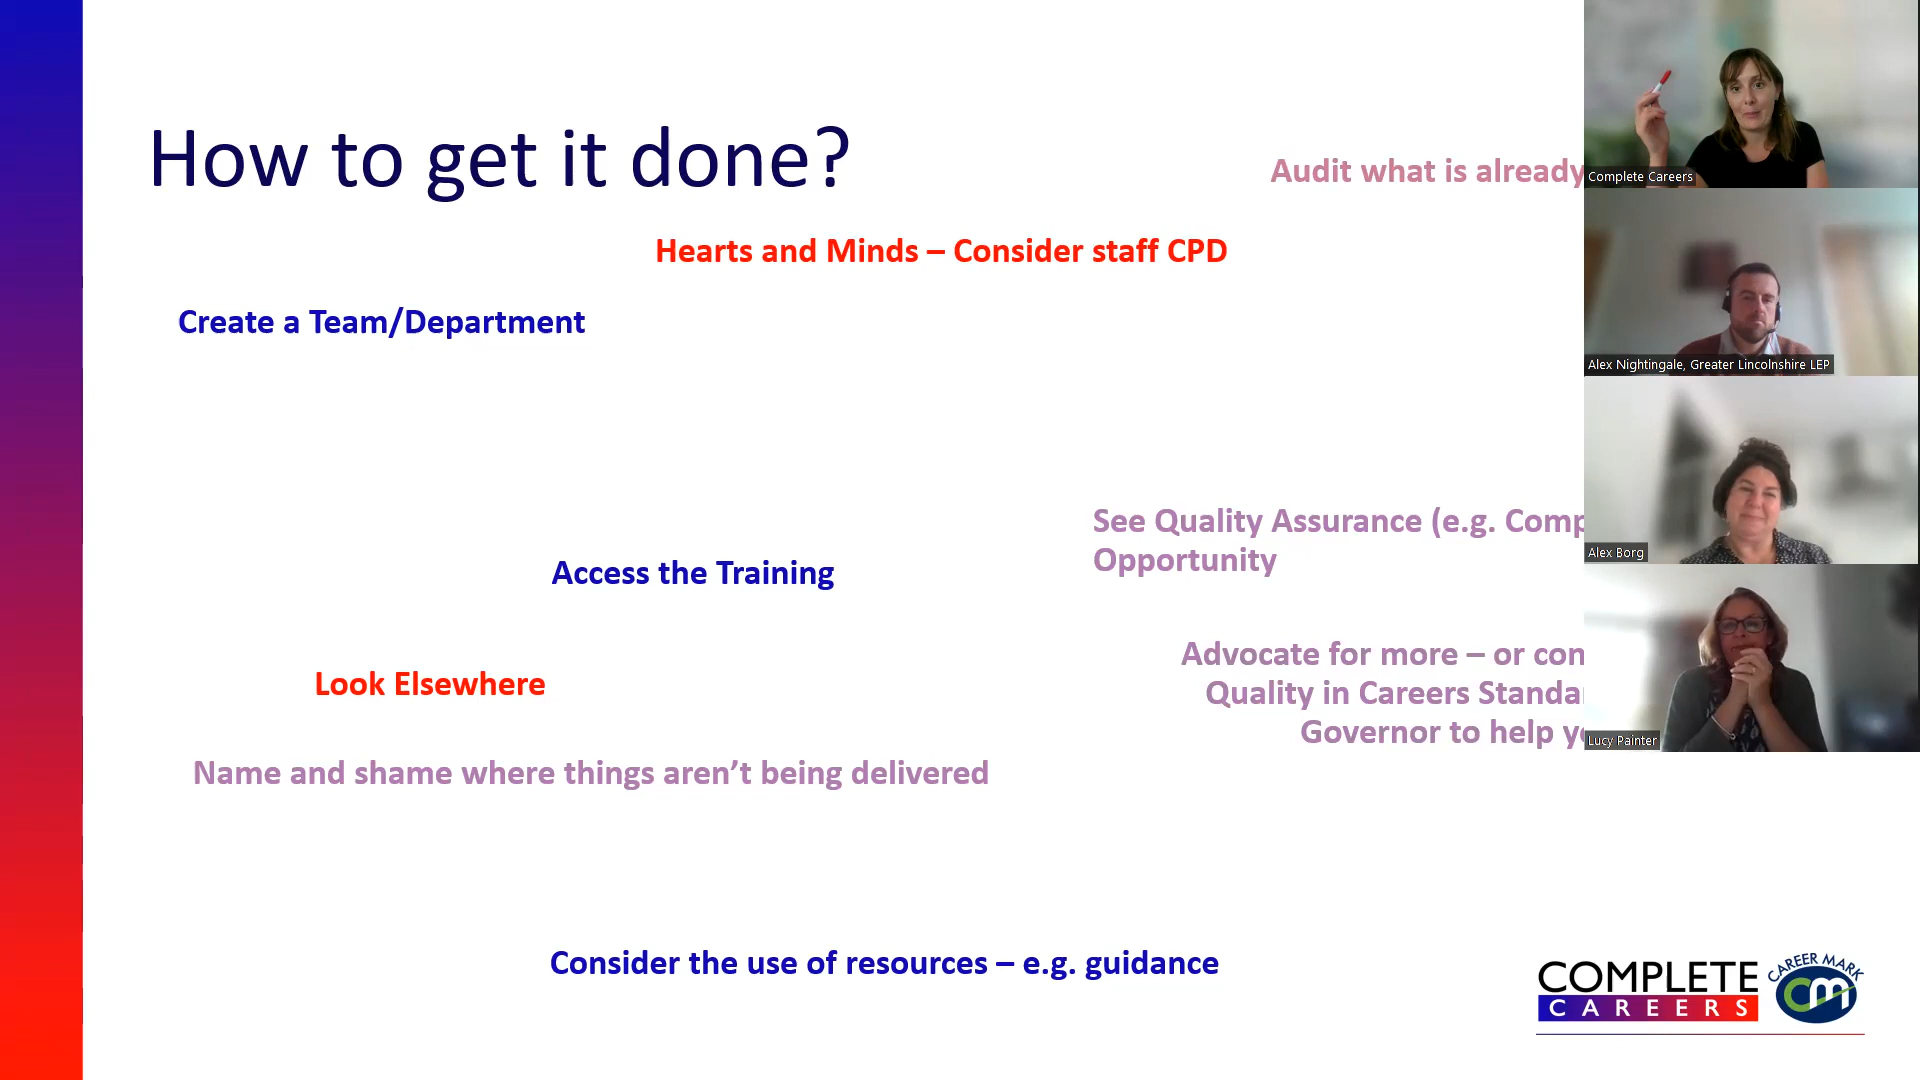 How to get it done?
Audit what is already
Hearts and Minds – Consider staff CPD
Create a Team/Department
See Quality Assurance (e.g. Comp
Opportunity
Access the Training
Advocate for more – or con
Quality in Careers Standa
Governor to help y
Look Elsewhere
Name and shame where things aren’t being delivered
Consider the use of resources – e.g. guidance
Complete Careers
Alex Nightingale, Greater Lincolnshire LEP
Alex Borg
Lucy Painter
COMPLETE
CAREERS
CAREER MARK
cm